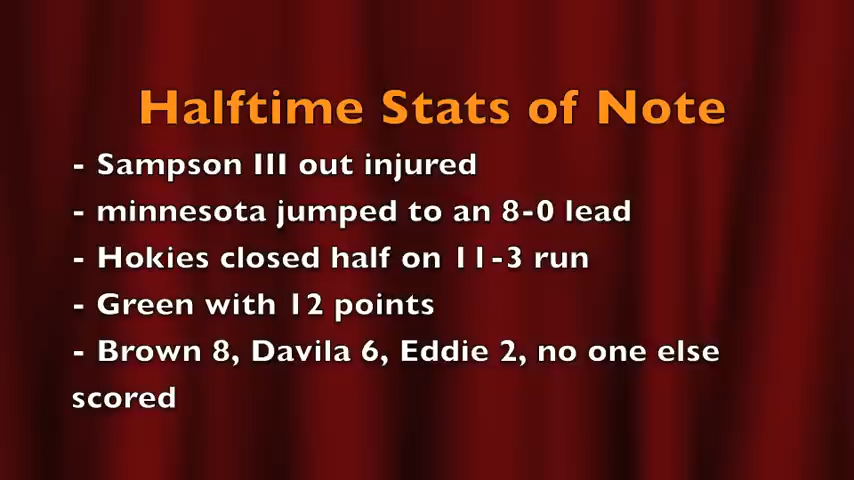 Halftime Stats of Note
- Sampson III out injured
- minnesota jumped to an 8-0 lead
- Hokies closed half on 11-3 run
- Green with 12 points
- Brown 8, Davila 6, Eddie 2, no one else
scored